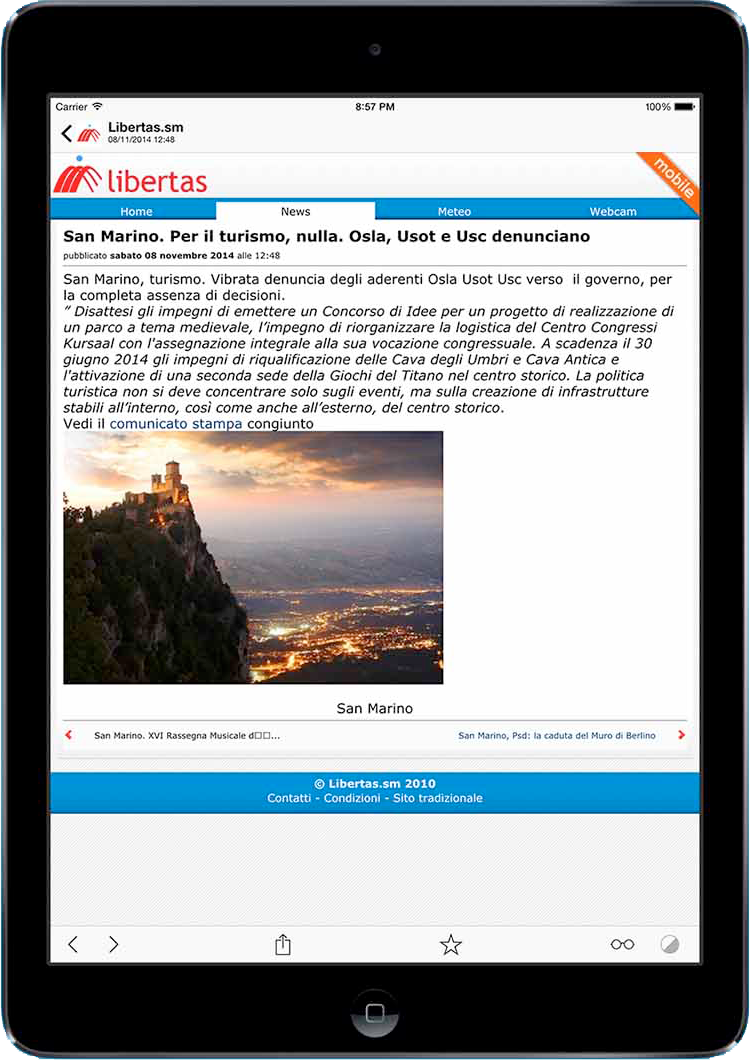 Carrier 8:57 PM 100%
Libertas.sm
08/11/2014 12:48
libertas
mobile
Home News Meteo Webcam
San Marino. Per il turismo, nulla. Osla, Usot e Usc denunciano
pubblicato sabato 08 novembre 2014 alle 12:48
San Marino, turismo. Vibrata denuncia degli aderenti Osla Usot Usc verso  il governo, per
la completa assenza di decisioni.
” Disattesi gli impegni di emettere un Concorso di Idee per un progetto di realizzazione di
un parco a tema medievale, l’impegno di riorganizzare la logistica del Centro Congressi
Kursaal con l'assegnazione integrale alla sua vocazione congressuale. A scadenza il 30
giugno 2014 gli impegni di riqualificazione delle Cava degli Umbri e Cava Antica e
l'attivazione di una seconda sede della Giochi del Titano nel centro storico. La politica
turistica non si deve concentrare solo sugli eventi, ma sulla creazione di infrastrutture
stabili all’interno, così come anche all’esterno, del centro storico.
Vedi il comunicato stampa congiunto
San Marino
San Marino. XVI Rassegna Musicale d□□... San Marino, Psd: la caduta del Muro di Berlino
© Libertas.sm 2010
Contatti - Condizioni - Sito tradizionale